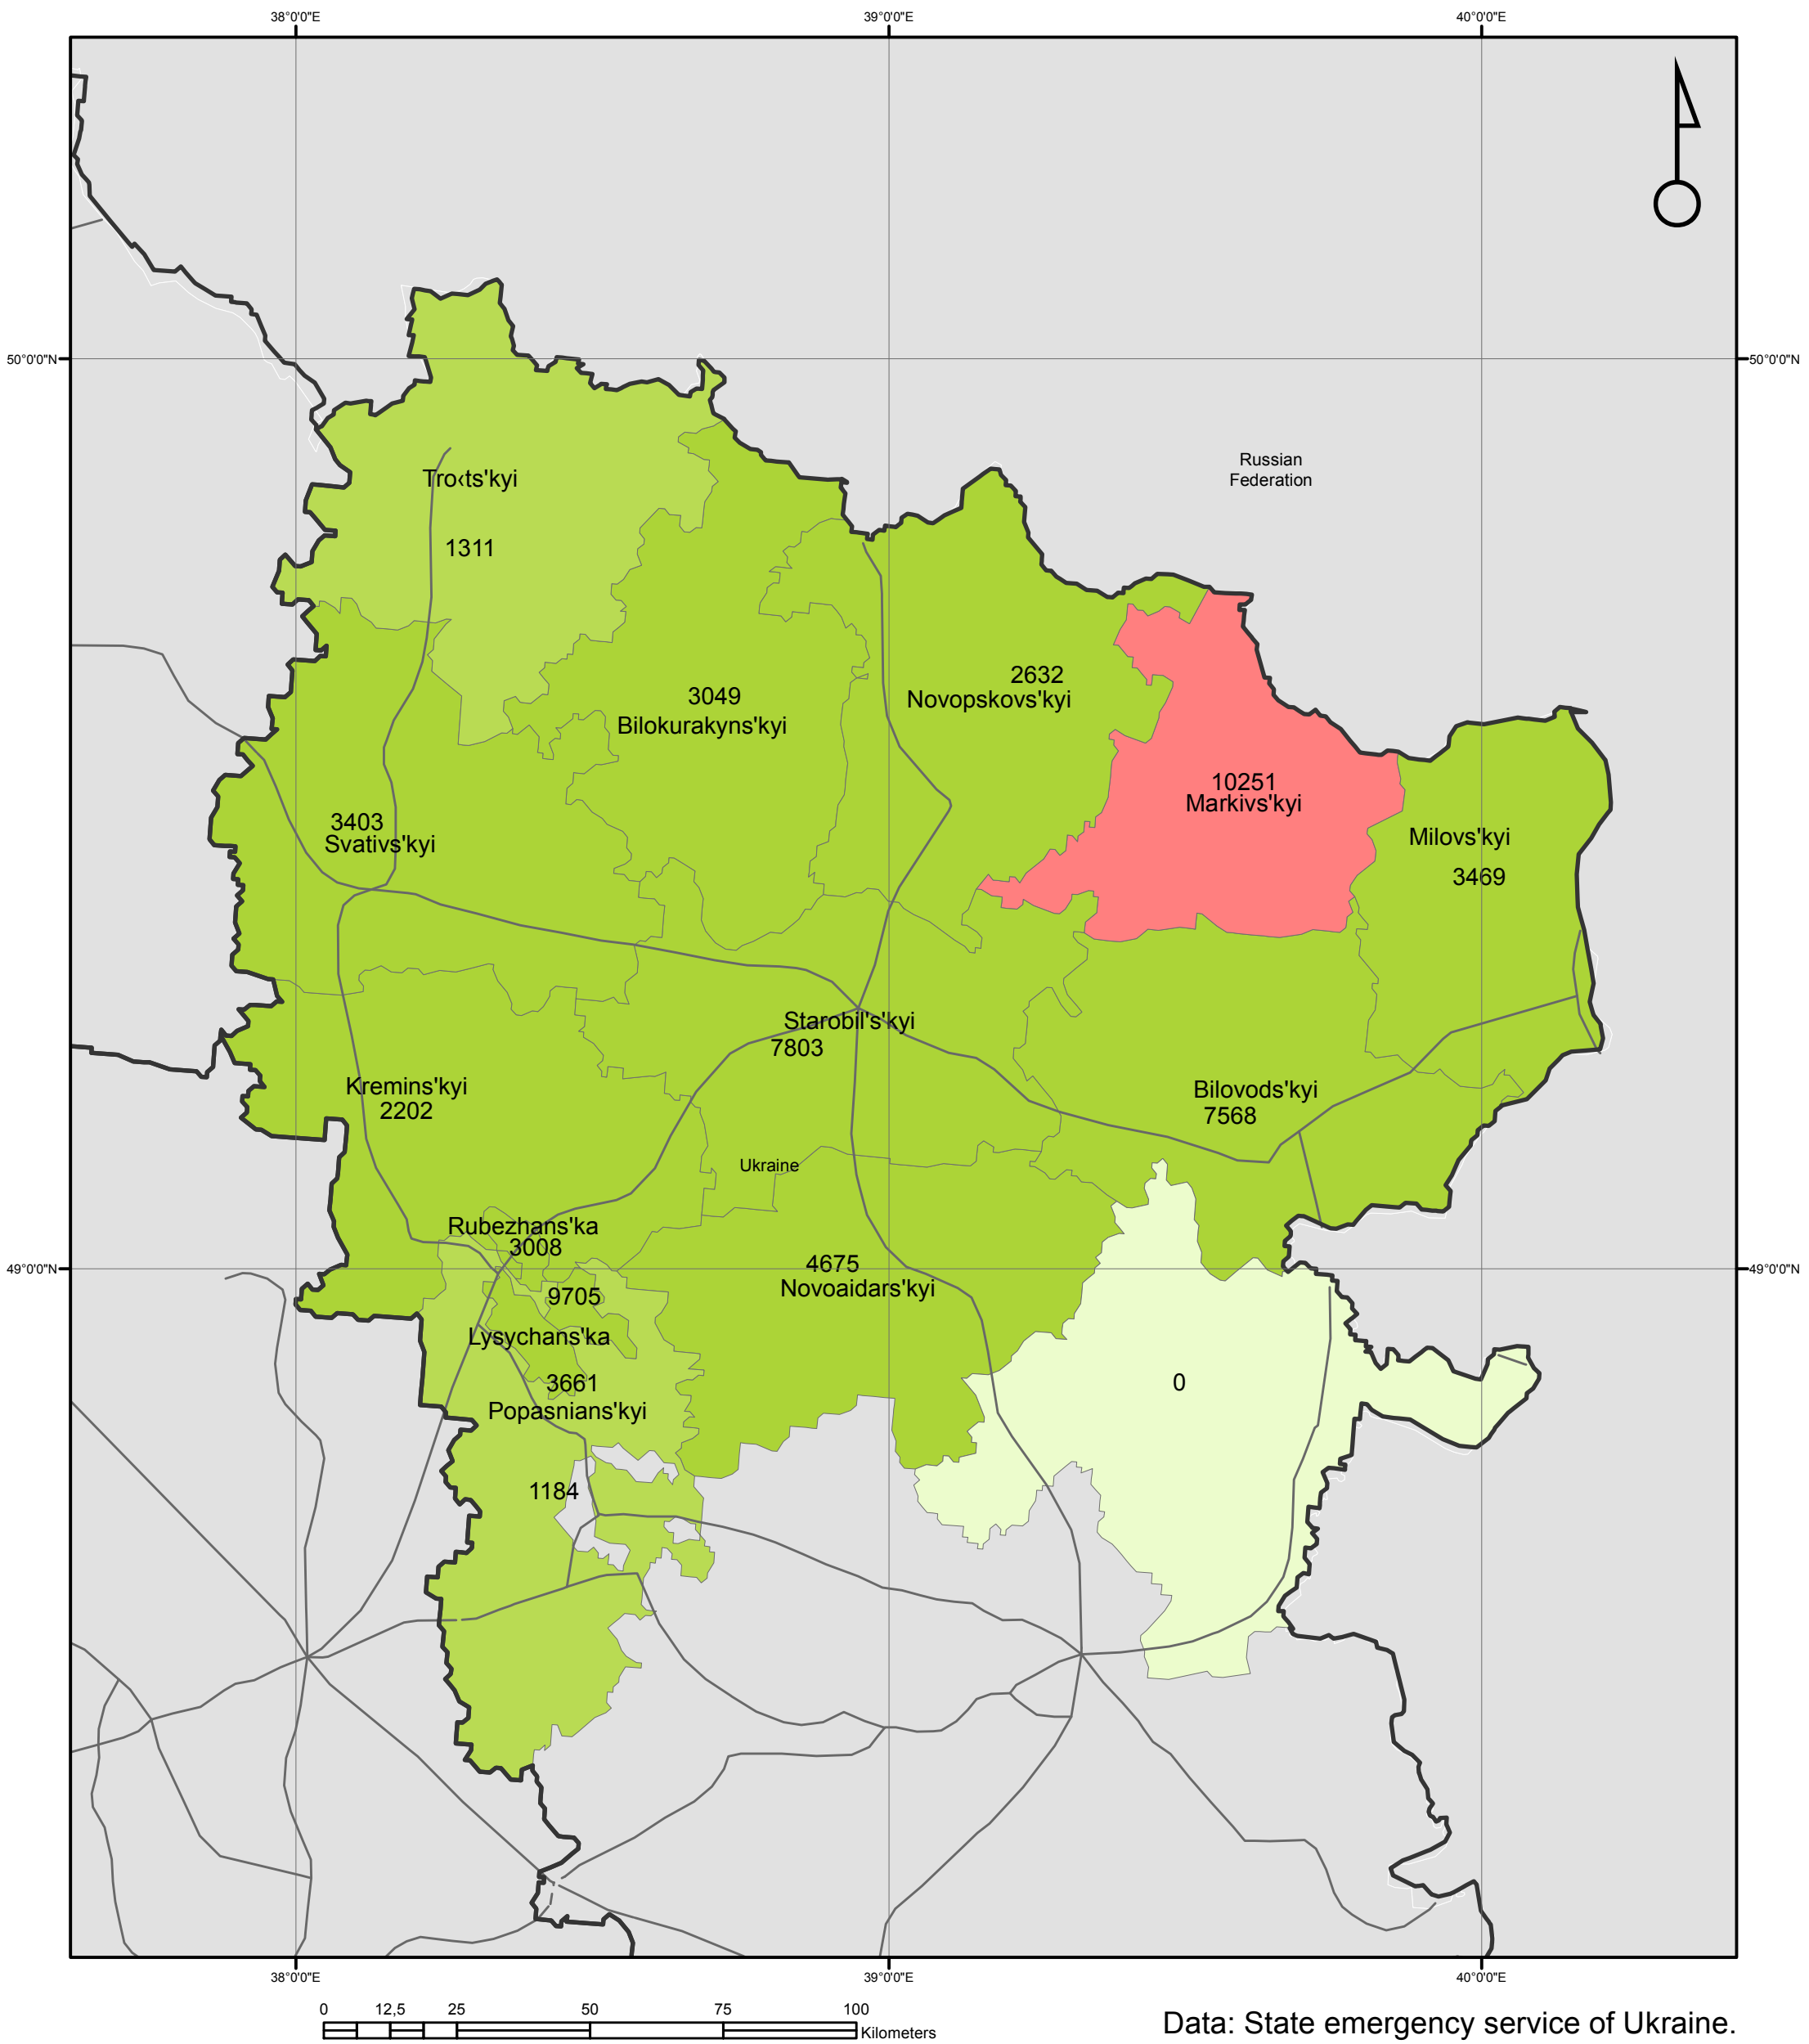 38°0'0"E
39°0'0"E
40°0'0"E
50°0'0"N
50°0'0"N
Russian
Federation
Tro‹ts'kyi
1311
2632
Novopskovs'kyi
3049
Bilokurakyns'kyi
10251
Markivs'kyi
3403
Svativs'kyi
Milovs'kyi
3469
Starobil's'kyi
7803
Kremins'kyi
2202
Bilovods'kyi
7568
Ukraine
Rubezhans'ka
3008
49°0'0"N
49°0'0"N
4675
Novoaidars'kyi
9705
Lysychans'ka
3661
0
Popasnians'kyi
1184
38°0'0"E
39°0'0"E
40°0'0"E
0 12,5 25 50 75 100
Kilometers
Data: State emergency service of Ukraine.